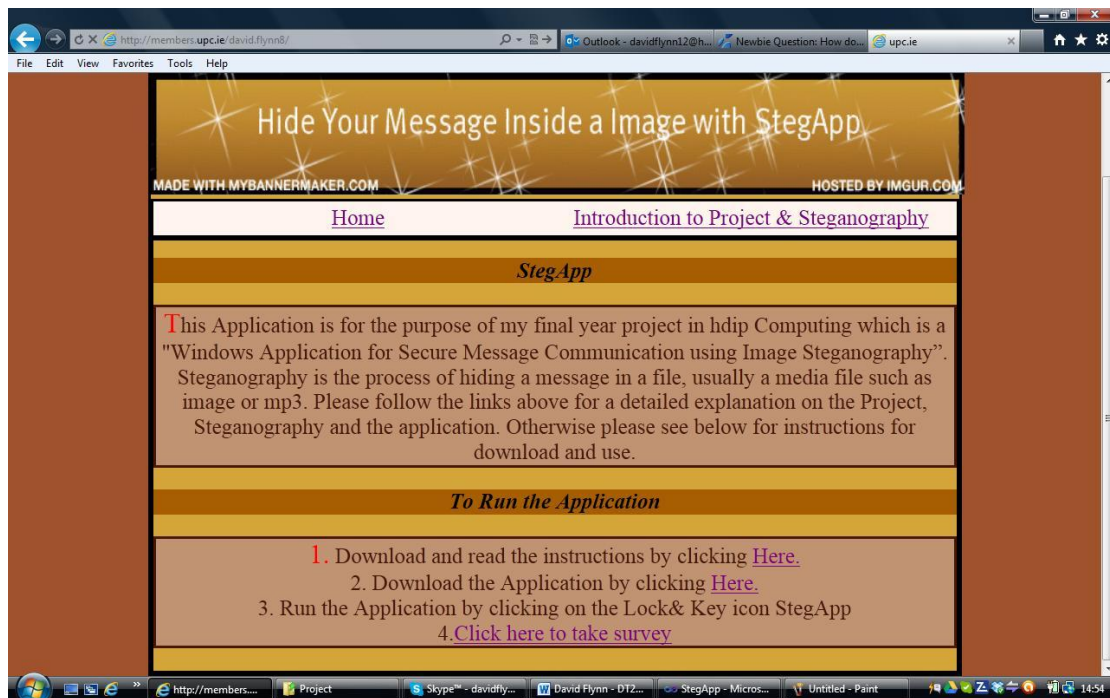 http://members.upc.ie/david.flynn8/
Outlook - davidflynn12@h...
Newbie Question: How do...
upc.ie
File Edit View Favorites Tools Help
Hide Your Message Inside a Image with StegApp
MADE WITH MYBANNERMAKER.COM
HOSTED BY IMGUR.COM
Home
Introduction to Project & Steganography
StegApp
This Application is for the purpose of my final year project in hdip Computing which is a
"Windows Application for Secure Message Communication using Image Steganography”.
Steganography is the process of hiding a message in a file, usually a media file such as
image or mp3. Please follow the links above for a detailed explanation on the Project,
Steganography and the application. Otherwise please see below for instructions for
download and use.
To Run the Application
1. Download and read the instructions by clicking Here.
2. Download the Application by clicking Here.
3. Run the Application by clicking on the Lock& Key icon StegApp
4.Click here to take survey
http://members....
Project
Skype™ - davidfly...
David Flynn - DT2...
StegApp - Micros...
Untitled - Paint
14:54